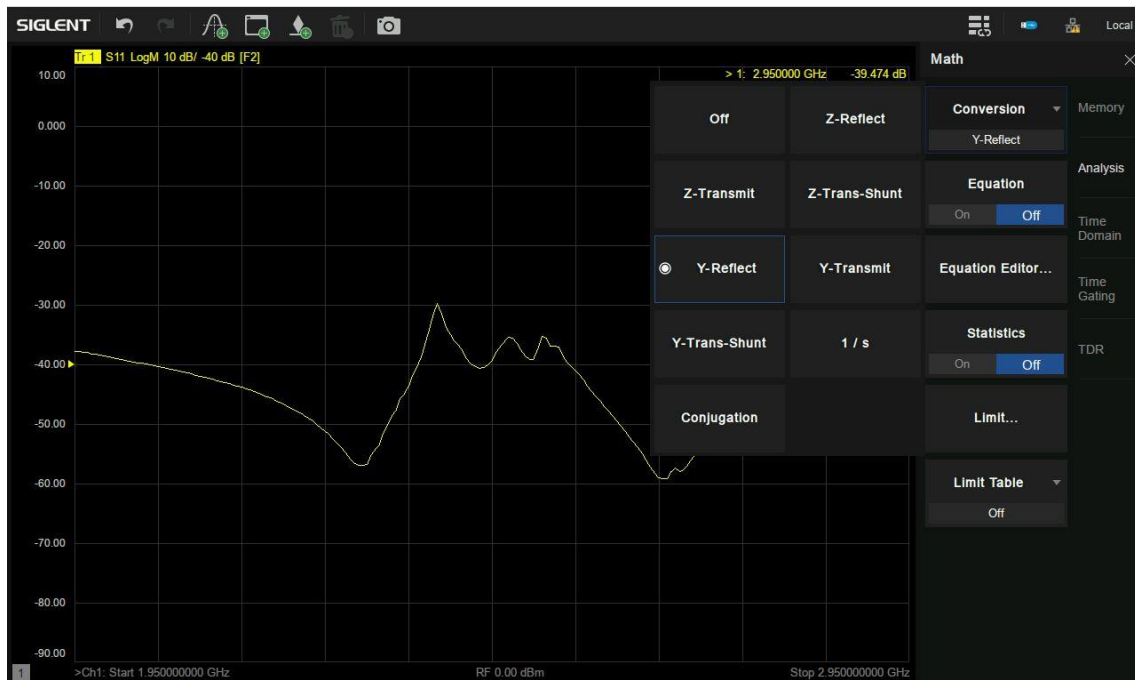 SIGLENT
Local
Tr 1 S11 LogM 10 dB/ -40 dB [F2]
> 1: 2.950000 GHz -39.474 dB
10.00
0.000
-10.00
-20.00
-30.00
-40.00
-50.00
-60.00
-70.00
-80.00
-90.00
1
>Ch1: Start 1.950000000 GHz
RF 0.00 dBm
Stop 2.950000000 GHz
Off
Z-Reflect
Z-Transmit
Z-Trans-Shunt
Y-Reflect
Y-Transmit
Y-Trans-Shunt
1 / s
Conjugation
Math
Conversion
Y-Reflect
Equation
On Off
Equation Editor...
Statistics
On Off
Limit...
Limit Table
Off
Memory
Analysis
Time
Domain
Time
Gating
TDR